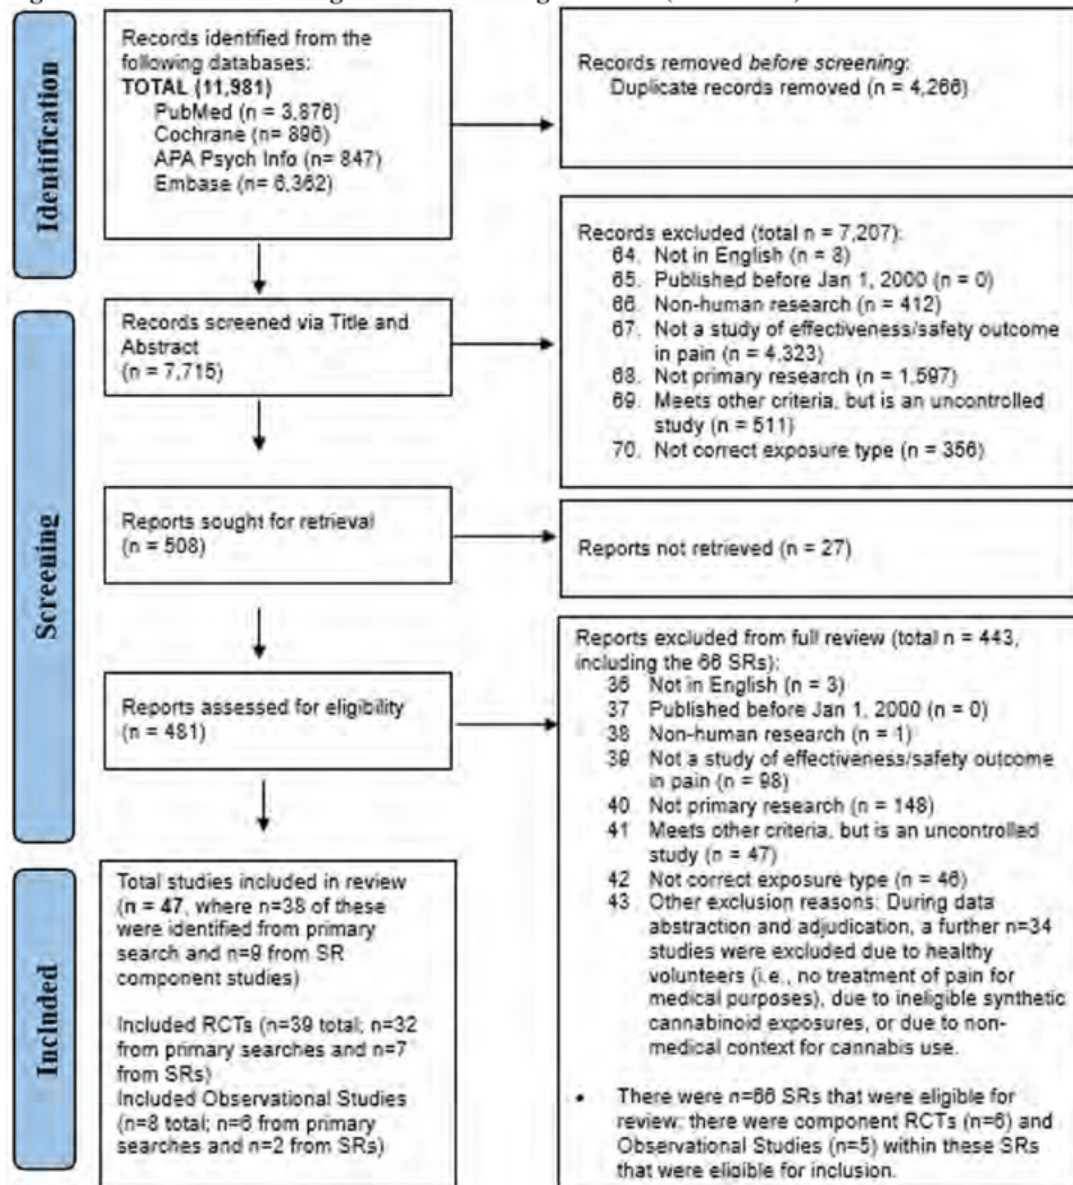 Identification
Records identified from the
following databases:
TOTAL (11,981)
PubMed (n = 3,876)
Cochrane (n= 896)
APA Psych Info (n= 847)
Embase (n= 6,362)
Records removed before screening:
Duplicate records removed (n = 4,266)
Records excluded (total n = 7,207):
64. Not in English (n = 8)
65. Published before Jan 1, 2000 (n = 0)
66. Non-human research (n = 412)
67. Not a study of effectiveness/safety outcome
in pain (n = 4,323)
68. Not primary research (n = 1,597)
69. Meets other criteria, but is an uncontrolled
study (n = 511)
70. Not correct exposure type (n = 356)
Screening
Records screened via Title and
Abstract
(n = 7,715)
Reports sought for retrieval
(n = 508)
Reports not retrieved (n = 27)
Reports assessed for eligibility
(n = 481)
Reports excluded from full review (total n = 443,
including the 66 SRs):
36 Not in English (n = 3)
37 Published before Jan 1, 2000 (n = 0)
38 Non-human research (n = 1)
39 Not a study of effectiveness/safety outcome
in pain (n = 98)
40 Not primary research (n = 148)
41 Meets other criteria, but is an uncontrolled
study (n = 47)
42 Not correct exposure type (n = 46)
43 Other exclusion reasons: During data
abstraction and adjudication, a further n=34
studies were excluded due to healthy
volunteers (i.e., no treatment of pain for
medical purposes), due to ineligible synthetic
cannabinoid exposures, or due to non-
medical context for cannabis use.
• There were n=66 SRs that were eligible for
review; there were component RCTs (n=6) and
Observational Studies (n=5) within these SRs
that were eligible for inclusion.
Included
Total studies included in review
(n = 47, where n=38 of these
were identified from primary
search and n=9 from SR
component studies)
Included RCTs (n=39 total; n=32
from primary searches and n=7
from SRs)
Included Observational Studies
(n=8 total; n=6 from primary
searches and n=2 from SRs)